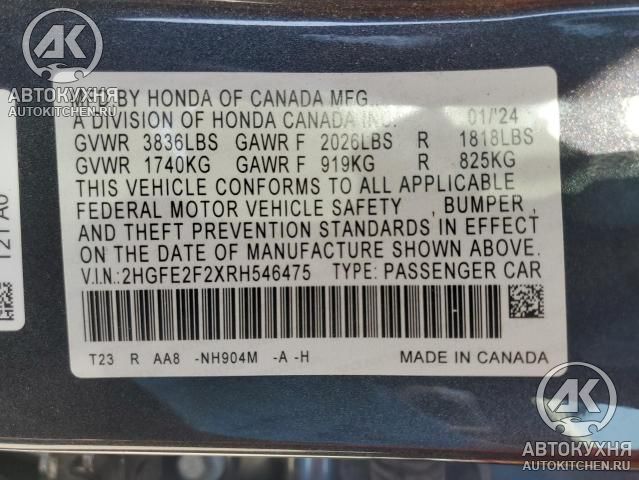 АВТОКУХНЯ
AUTOKITCHEN.RU
MFD BY HONDA OF CANADA MFG.,
A DIVISION OF HONDA CANADA INC. 01/'24
GVWR 3836LBS GAWR F 2026LBS R 1818LBS
GVWR 1740KG GAWR F 919KG R 825KG
THIS VEHICLE CONFORMS TO ALL APPLICABLE
FEDERAL MOTOR VEHICLE SAFETY , BUMPER ,
AND THEFT PREVENTION STANDARDS IN EFFECT
ON THE DATE OF MANUFACTURE SHOWN ABOVE.
V.I.N.:2HGFE2F2XRH546475 TYPE: PASSENGER CAR
T23 R AA8 -NH904M -A -H MADE IN CANADA
АК
АВТОКУХНЯ
AUTOKITCHEN.RU